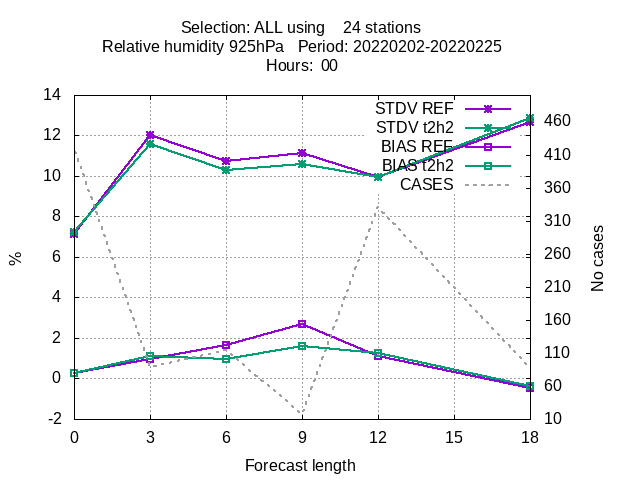 Selection: ALL using 24 stations
Relative humidity 925hPa Period: 20220202-20220225
Hours: 00
14
12
10
8
6
4
2
0
-2
%
STDV REF
STDV t2h2
BIAS REF
BIAS t2h2
CASES
460
410
360
310
260
210
160
110
60
10
No cases
0 3 6 9 12 15 18
Forecast length